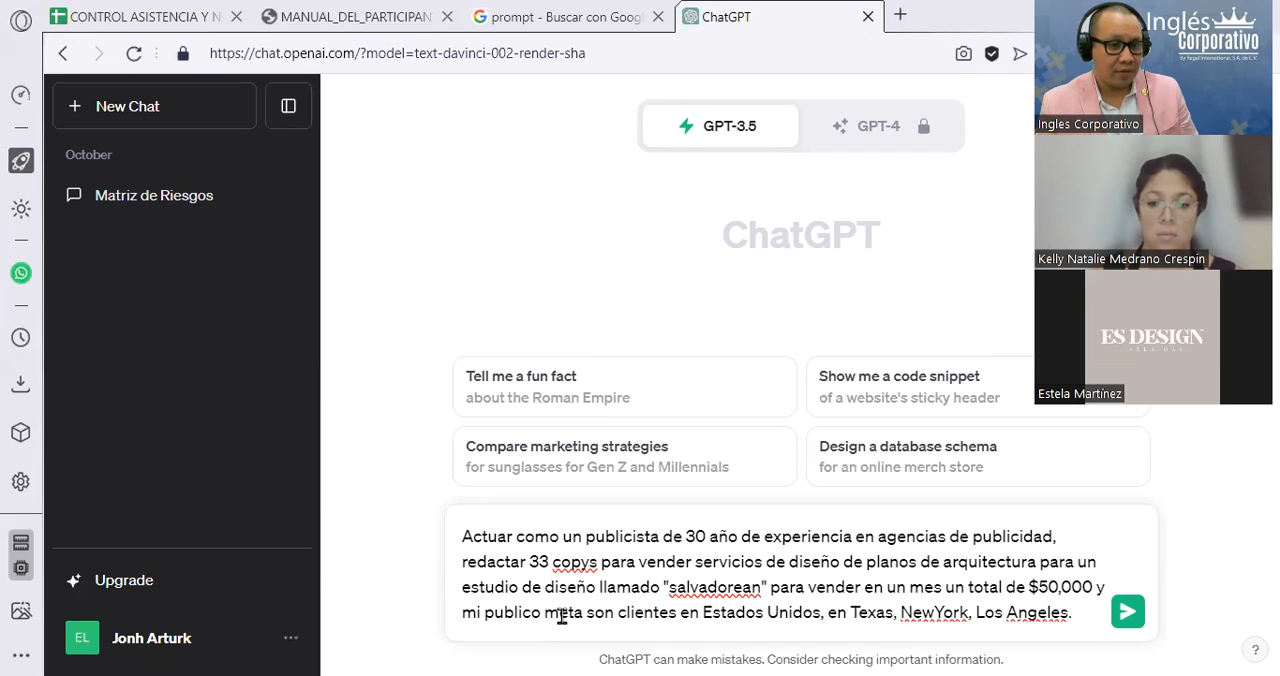 CONTROL ASISTENCIA Y N
MANUAL_DEL_PARTICIPAN
prompt - Buscar con Goog
ChatGPT
https://chat.openai.com/?model=text-davinci-002-render-sha
New Chat
October
Matriz de Riesgos
Upgrade
EL
Jonh Arturk
GPT-3.5
GPT-4
ChatGPT
Tell me a fun fact
about the Roman Empire
Show me a code snippet
of a website's sticky header
Compare marketing strategies
for sunglasses for Gen Z and Millennials
Design a database schema
for an online merch store
Actuar como un publicista de 30 año de experiencia en agencias de publicidad,
redactar 33 copys para vender servicios de diseño de planos de arquitectura para un
estudio de diseño llamado "salvadorean" para vender en un mes un total de $50,000 y
mi publico meta son clientes en Estados Unidos, en Texas, NewYork, Los Angeles.
ChatGPT can make mistakes. Consider checking important information.
?
Inglés
Corporativo
By Regal International, S.A. de C.V.
Ingles Corporativo
Kelly Natalie Medrano Crespin
ES DESIGN
Estela Martínez